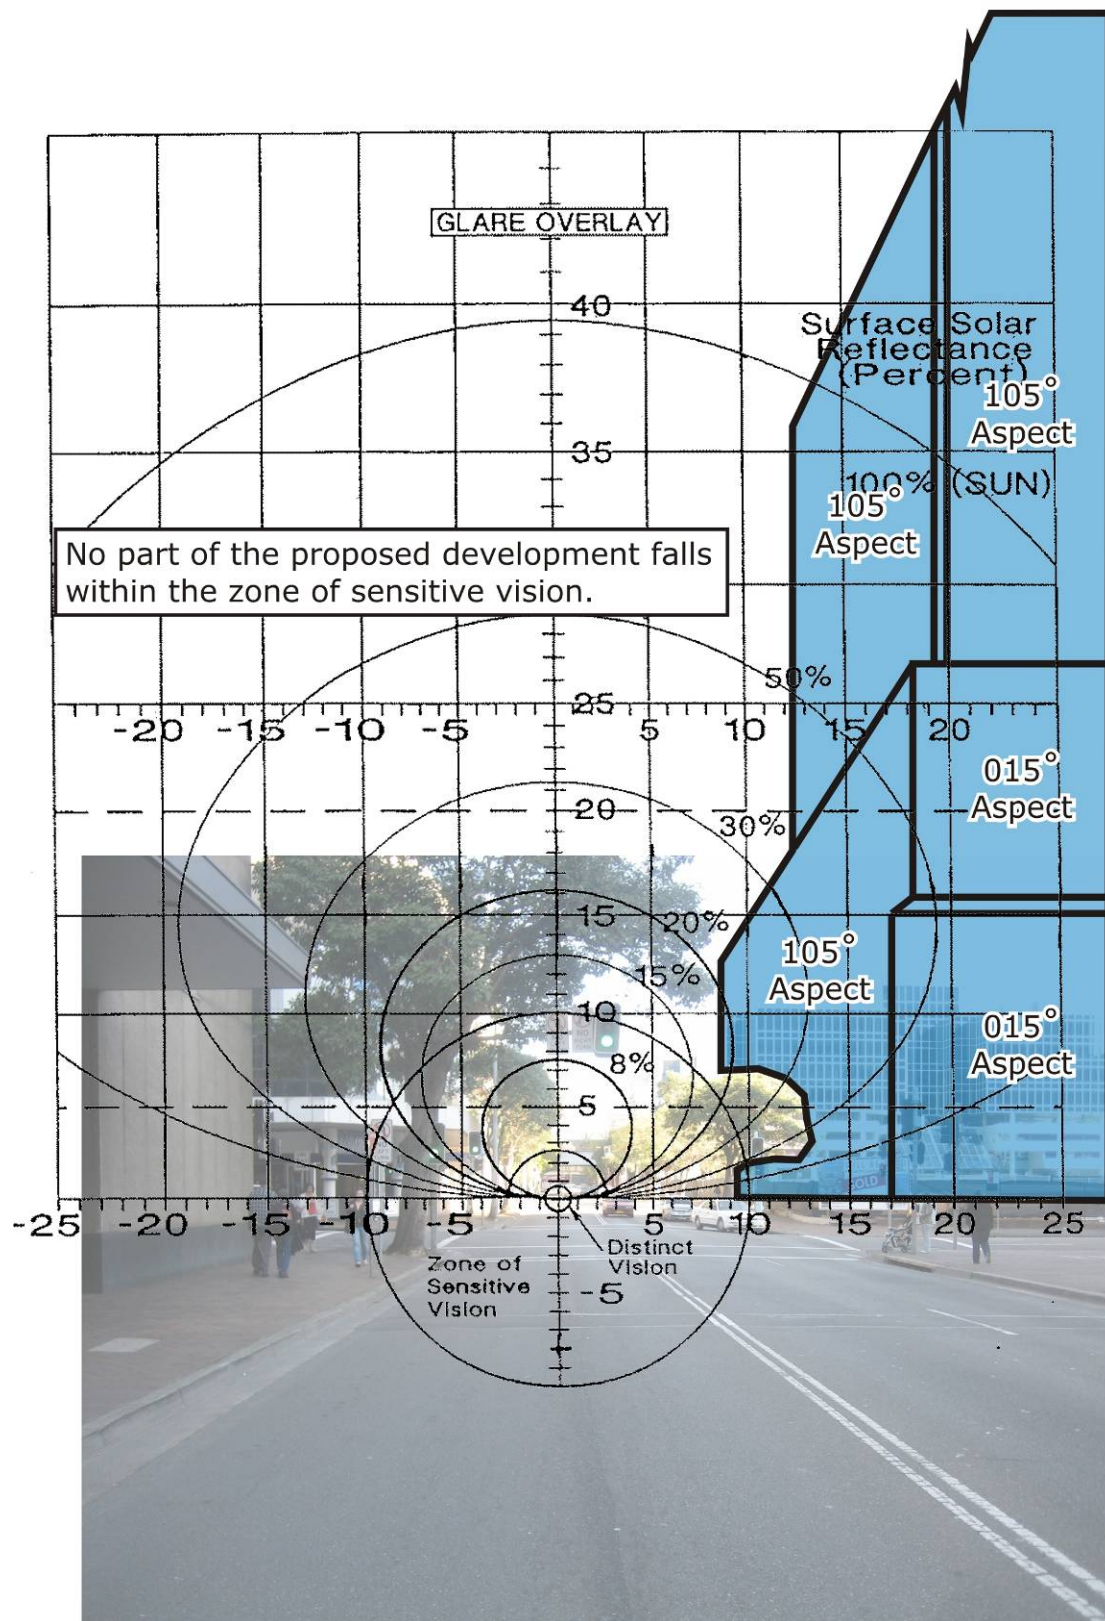 GLARE OVERLAY
40
Surface Solar
Reflectance
(Percent)
105°
Aspect
35
100% (SUN)
105°
Aspect
No part of the proposed development falls
within the zone of sensitive vision.
50%
25
-20 -15 -10 -5 5 10 15 20
015°
Aspect
20
30%
15
20%
105°
Aspect
15%
10
015°
Aspect
8%
5
SOLD
-25 -20 -15 -10 -5 5 10 15 20 25
Distinct
Vision
Zone of
Sensitive
Vision
-5